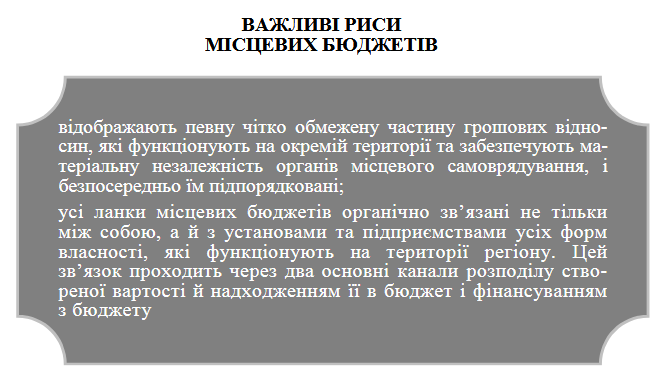 ВАЖЛИВІ РИСИ
МІСЦЕВИХ БЮДЖЕТІВ
відображають певну чітко обмежену частину грошових відно-
син, які функціонують на окремій території та забезпечують ма-
теріальну незалежність органів місцевого самоврядування, і
безпосередньо їм підпорядковані;
усі ланки місцевих бюджетів органічно зв’язані не тільки
між собою, а й з установами та підприємствами усіх форм
власності, які функціонують на території регіону. Цей
зв’язок проходить через два основні канали розподілу ство-
реної вартості й надходженням її в бюджет і фінансуванням
з бюджету